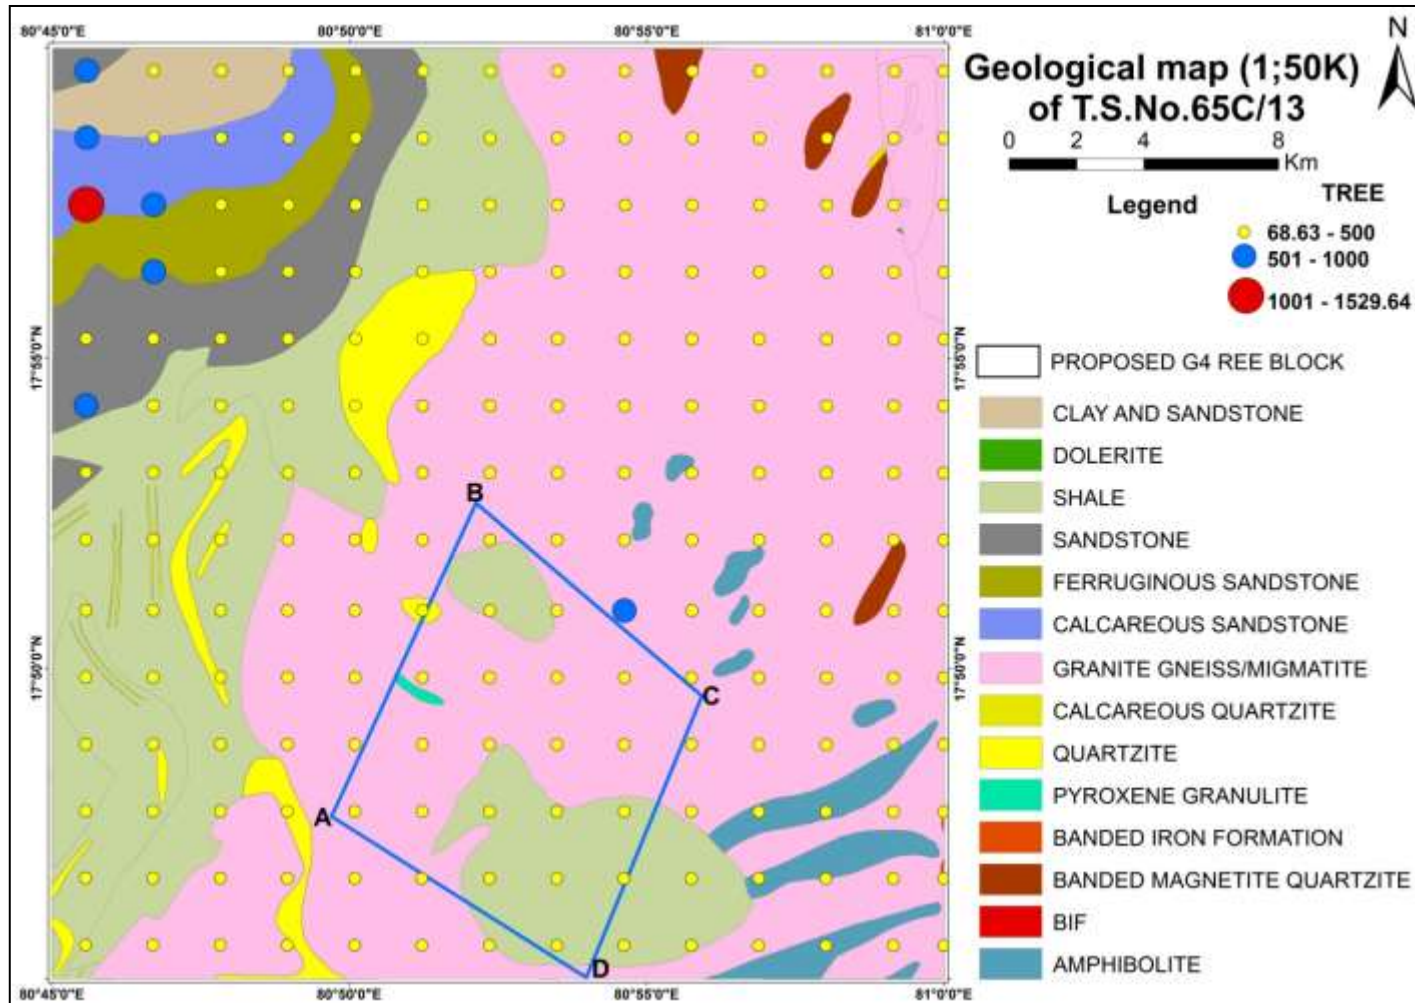 80°45'0"E 80°50'0"E 80°55'0"E 81°0'0"E
N
Geological map (1;50K)
of T.S.No.65C/13
0 2 4 8
Km
Legend
TREE
68.63 - 500
501 - 1000
1001 - 1529.64
17°55'0"N
17°55'0"N
PROPOSED G4 REE BLOCK
CLAY AND SANDSTONE
DOLERITE
SHALE
SANDSTONE
FERRUGINOUS SANDSTONE
CALCAREOUS SANDSTONE
GRANITE GNEISS/MIGMATITE
CALCAREOUS QUARTZITE
QUARTZITE
PYROXENE GRANULITE
BANDED IRON FORMATION
BANDED MAGNETITE QUARTZITE
BIF
AMPHIBOLITE
B
17°50'0"N
17°50'0"N
C
A
D
80°45'0"E 80°50'0"E 80°55'0"E 81°0'0"E